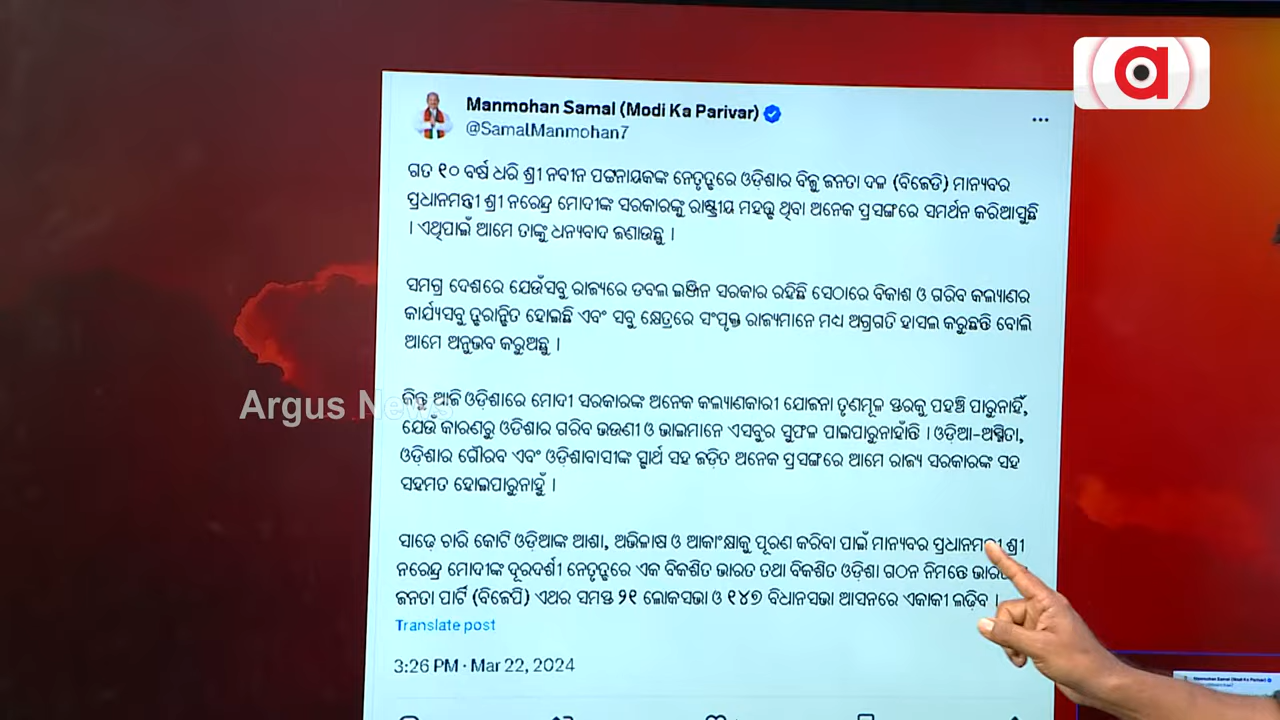 a
Manmohan Samal (Modi Ka Parivar)
@SamalManmohan7
ଗତ ୧୦ ବର୍ଷ ଧରି ଶ୍ରୀ ନବୀନ ପଟ୍ଟନାୟକଙ୍କ ନେତୃତ୍ବରେ ଓଡ଼ିଶାର ବିଜୁ ଜନତା ଦଳ (ବିଜେଡି) ମାନ୍ୟବର
ପ୍ରଧାନମନ୍ତ୍ରୀ ଶ୍ରୀ ନରେନ୍ଦ୍ର ମୋଦୀଙ୍କ ସରକାରଙ୍କୁ ରାଷ୍ଟ୍ରୀୟ ମହତ୍ତ୍ବ ଥିବା ଅନେକ ପ୍ରସଙ୍ଗରେ ସମର୍ଥନ କରିଆସୁଛି
। ଏଥିପାଇଁ ଆମେ ତାଙ୍କୁ ଧନ୍ୟବାଦ ଜଣାଉଛୁ ।
ସମଗ୍ର ଦେଶରେ ଯେଉଁସବୁ ରାଜ୍ୟରେ ଡବଲ ଇଞ୍ଜିନ ସରକାର ରହିଛି ସେଠାରେ ବିକାଶ ଓ ଗରିବ କଲ୍ୟାଣର
କାର୍ଯ୍ୟସବୁ ତ୍ବରାନ୍ବିତ ହୋଇଛି ଏବଂ ସବୁ କ୍ଷେତ୍ରରେ ସଂପୃକ୍ତ ରାଜ୍ୟମାନେ ମଧ୍ୟ ଅଗ୍ରଗତି ହାସଲ କରୁଛନ୍ତି ବୋଲି
ଆମେ ଅନୁଭବ କରୁଅଛୁ ।
କିନ୍ତୁ ଆଜି ଓଡ଼ିଶାରେ ମୋଦୀ ସରକାରଙ୍କ ଅନେକ କଲ୍ୟାଣକାରୀ ଯୋଜନା ତୃଣମୂଳ ସ୍ତରକୁ ପହଞ୍ଚି ପାରୁନାହିଁ,
ଯେଉଁ କାରଣରୁ ଓଡିଶାର ଗରିବ ଭଉଣୀ ଓ ଭାଇମାନେ ଏସବୁର ସୁଫଳ ପାଇପାରୁନାହାଁନ୍ତି । ଓଡ଼ିଆ-ଅସ୍ମିତା,
ଓଡ଼ିଶାର ଗୌରବ ଏବଂ ଓଡ଼ିଶାବାସୀଙ୍କ ସ୍ବାର୍ଥ ସହ ଜଡ଼ିତ ଅନେକ ପ୍ରସଙ୍ଗରେ ଆମେ ରାଜ୍ୟ ସରକାରଙ୍କ ସହ
ସହମତ ହୋଇପାରୁନାହୁଁ ।
ସାଢ଼େ ଚାରି କୋଟି ଓଡ଼ିଆଙ୍କ ଆଶା, ଅଭିଳାଷ ଓ ଆକାଂକ୍ଷାକୁ ପୂରଣ କରିବା ପାଇଁ ମାନ୍ୟବର ପ୍ରଧାନମନ୍ତ୍ରୀ ଶ୍ରୀ
ନରେନ୍ଦ୍ର ମୋଦୀଙ୍କ ଦୂରଦର୍ଶୀ ନେତୃତ୍ବରେ ଏକ ବିକଶିତ ଭାରତ ତଥା ବିକଶିତ ଓଡ଼ିଶା ଗଠନ ନିମନ୍ତେ
ଜନତା ପାର୍ଟି (ବିଜେପି) ଏଥର ସମସ୍ତ ୨୧ ଲୋକସଭା ଓ ୧୪୭ ବିଧାନସଭା ଆସନରେ ଏକାକୀ ଲଢ଼ିବ ।
Translate post
3:26 PM · Mar 22, 2024
Argus News
Manmohan Samal (Modi Ka Parivar)